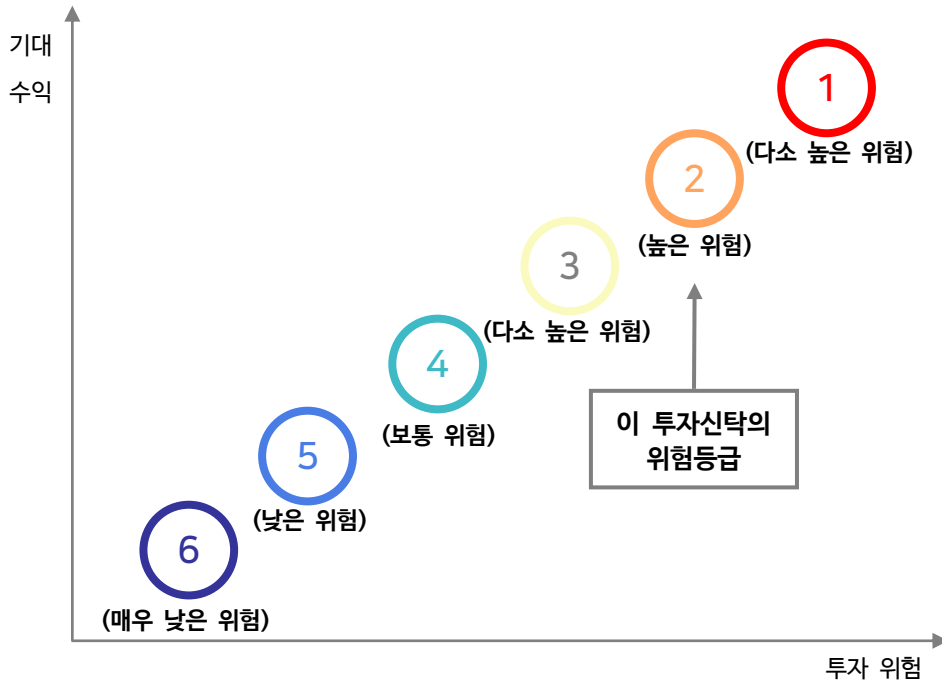 기대
수익
1
(다소 높은 위험)
2
(높은 위험)
3
(다소 높은 위험)
4
(보통 위험)
이 투자신탁의
위험등급
5
(낮은 위험)
6
(매우 낮은 위험)
투자 위험